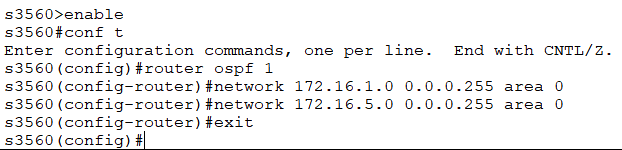 s3560>enable
s3560#conf t
Enter configuration commands, one per line.  End with CNTL/Z.
s3560(config)#router ospf 1
s3560(config-router)#network 172.16.1.0 0.0.0.255 area 0
s3560(config-router)#network 172.16.5.0 0.0.0.255 area 0
s3560(config-router)#exit
s3560(config)#